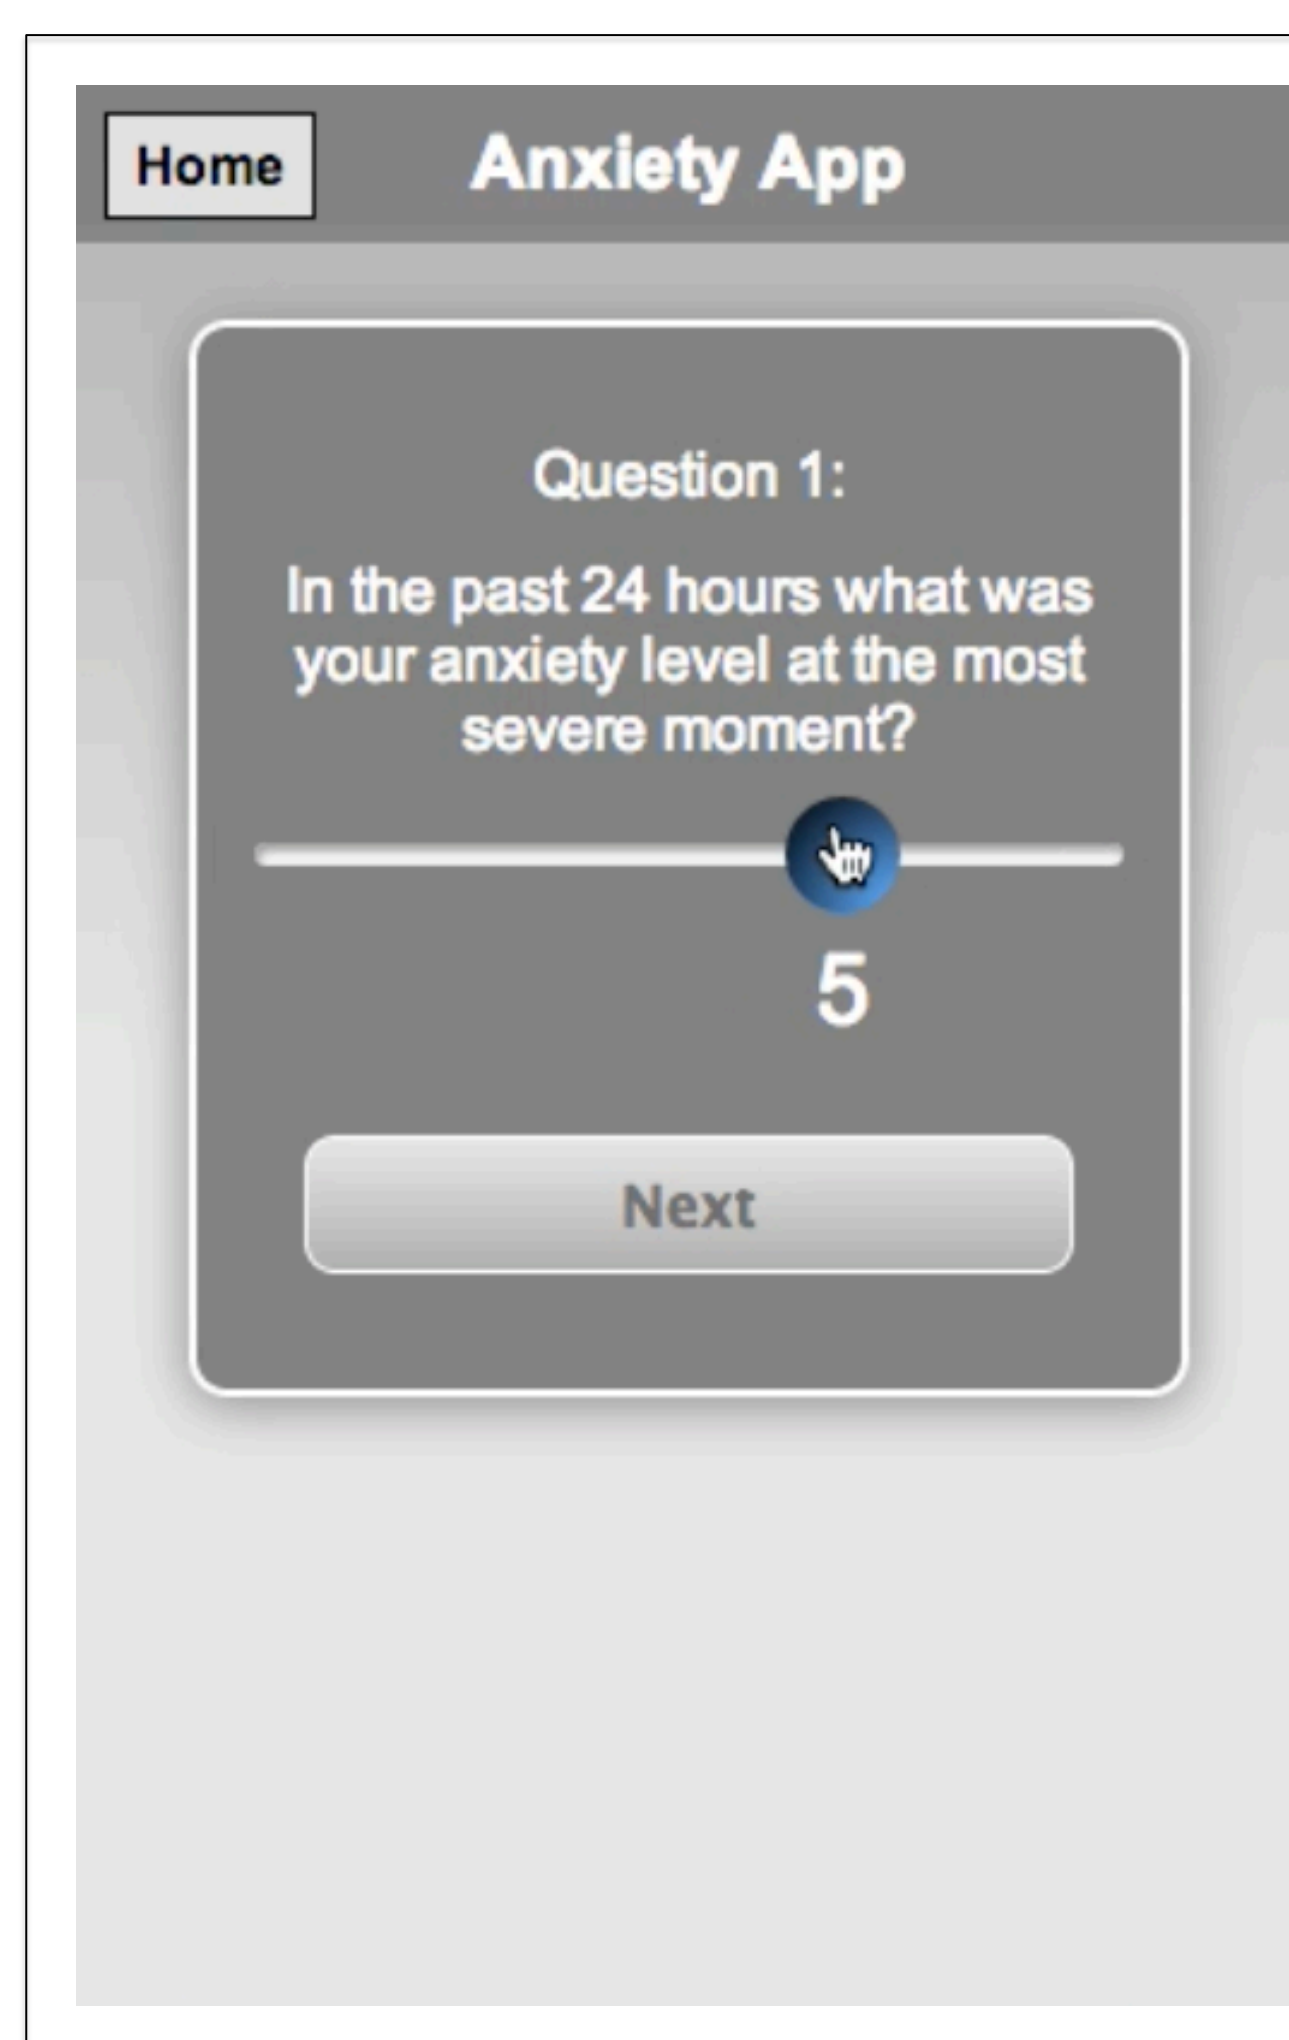 Home
Anxiety App
Question 1:
In the past 24 hours what was
your anxiety level at the most
severe moment?
5
Next